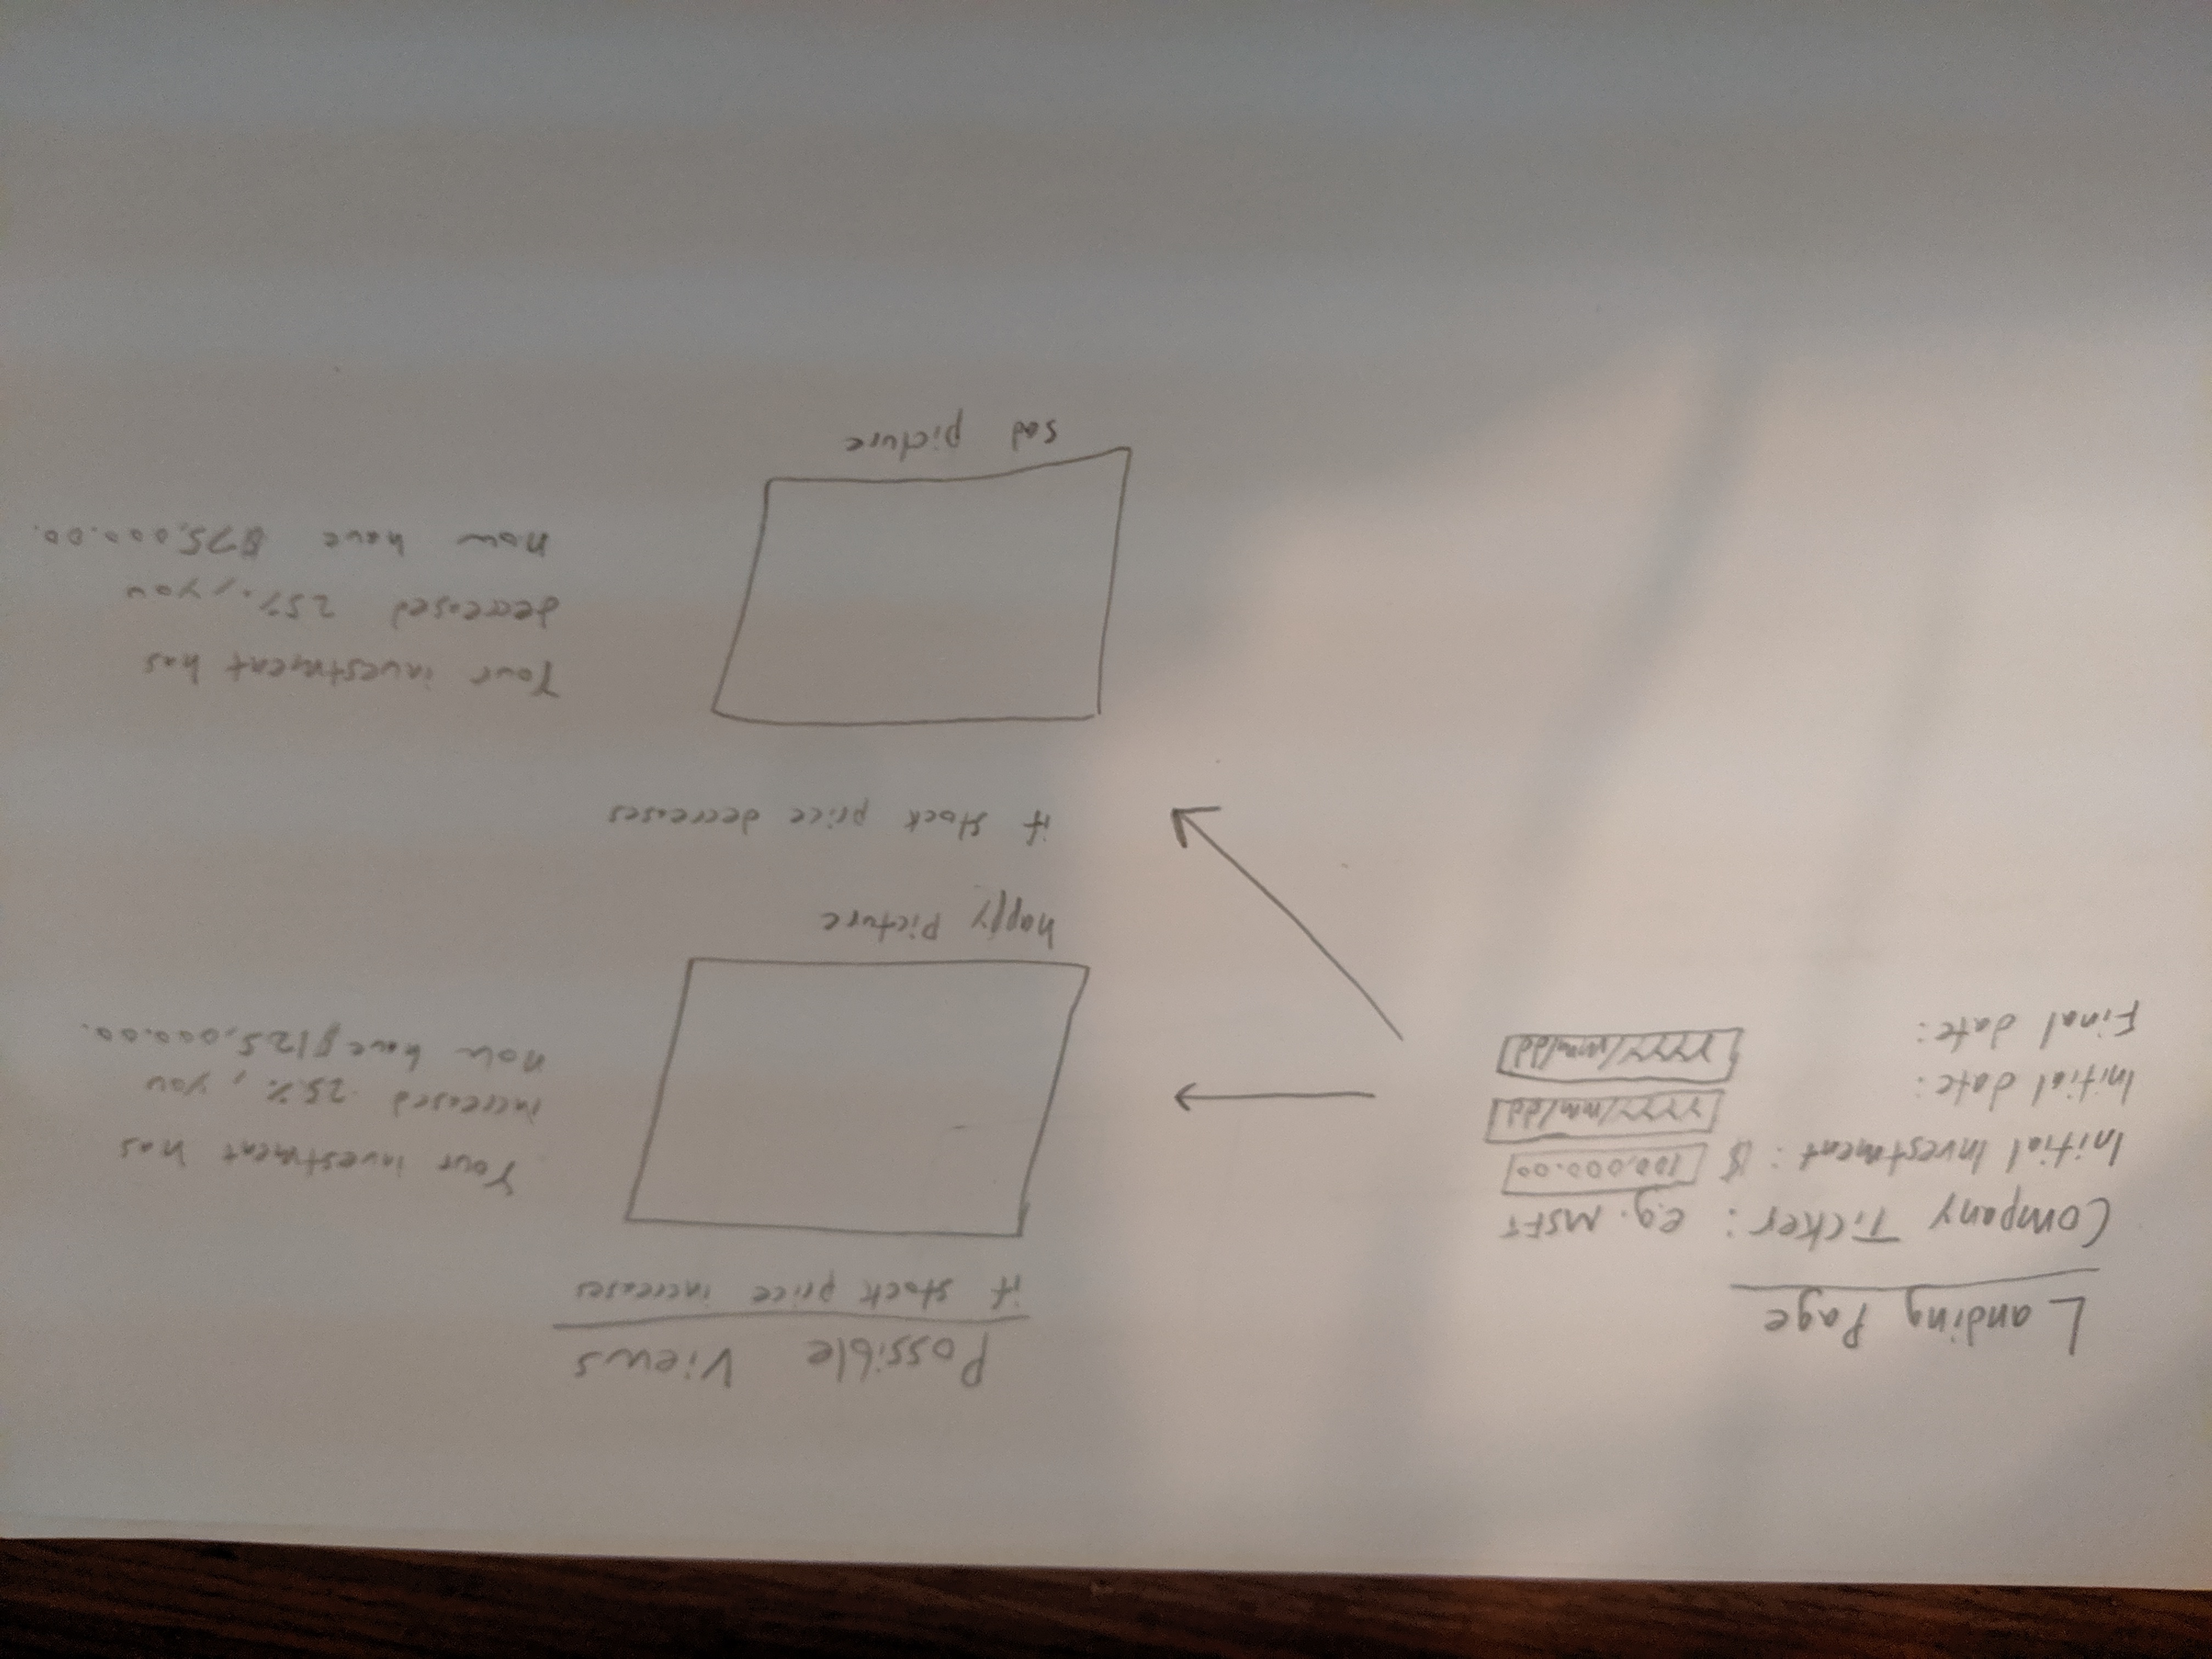 Landing Page
Company Ticker: e.g. MSFT
Initial Investment: $ 100,000.00
Initial date: yyyy/mm/dd
Final date: yyyy/mm/dd
Possible Views
if stock price increases
Your investment has
increased 25%, you
now have $125,000.00.
happy Picture
if stock price decreases
Your investment has
decreased 25%, you
now have $75,000.00.
sad picture